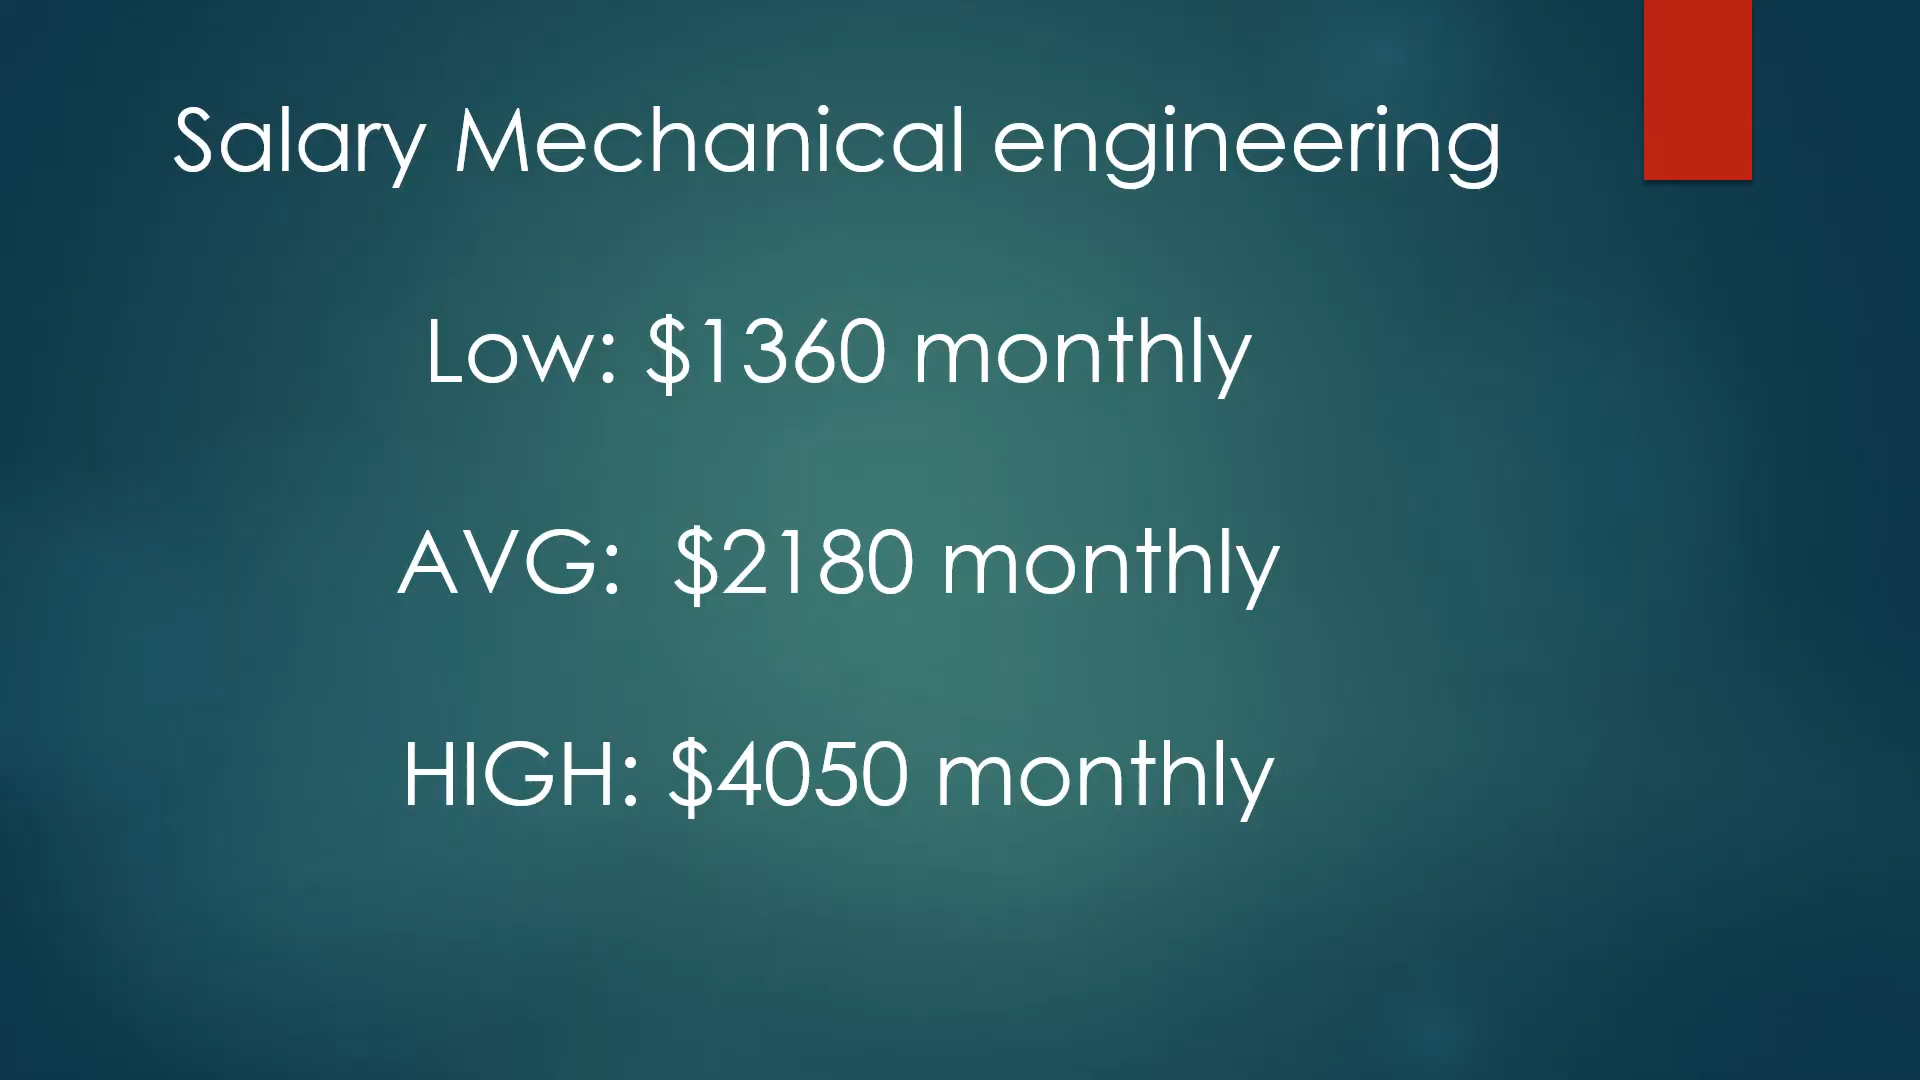 Salary Mechanical engineering
Low: $1360 monthly
AVG:  $2180 monthly
HIGH: $4050 monthly